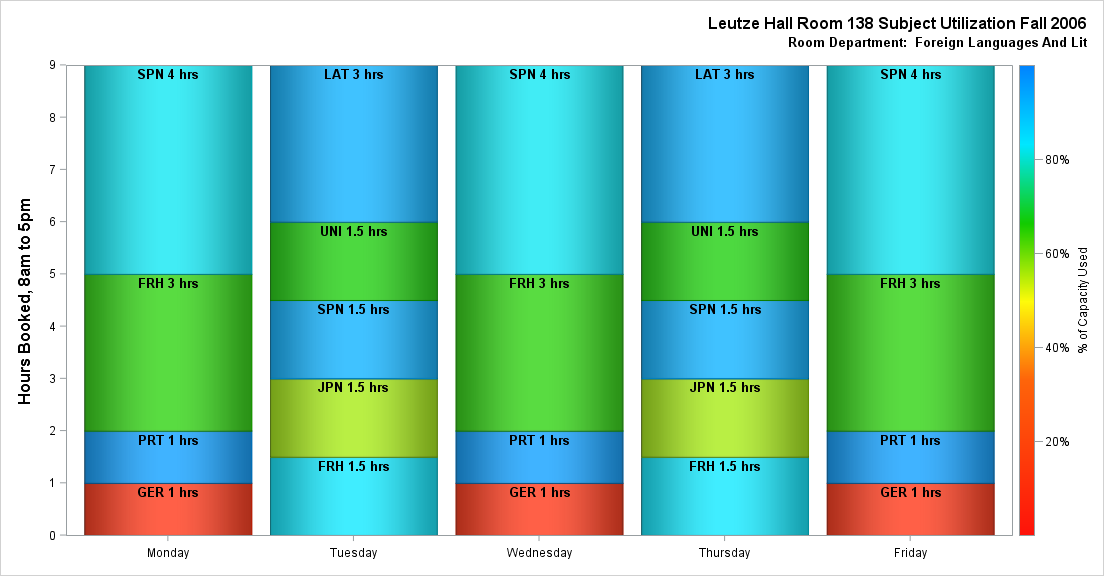 Leutze Hall Room 138 Subject Utilization Fall 2006
Room Department:  Foreign Languages And Lit
Hours Booked, 8am to 5pm
9
8
7
6
5
4
3
2
1
0
SPN 4 hrs
FRH 3 hrs
PRT 1 hrs
GER 1 hrs
LAT 3 hrs
UNI 1.5 hrs
SPN 1.5 hrs
JPN 1.5 hrs
FRH 1.5 hrs
SPN 4 hrs
FRH 3 hrs
PRT 1 hrs
GER 1 hrs
LAT 3 hrs
UNI 1.5 hrs
SPN 1.5 hrs
JPN 1.5 hrs
FRH 1.5 hrs
SPN 4 hrs
FRH 3 hrs
PRT 1 hrs
GER 1 hrs
Monday
Tuesday
Wednesday
Thursday
Friday
80%
60%
40%
20%
% of Capacity Used